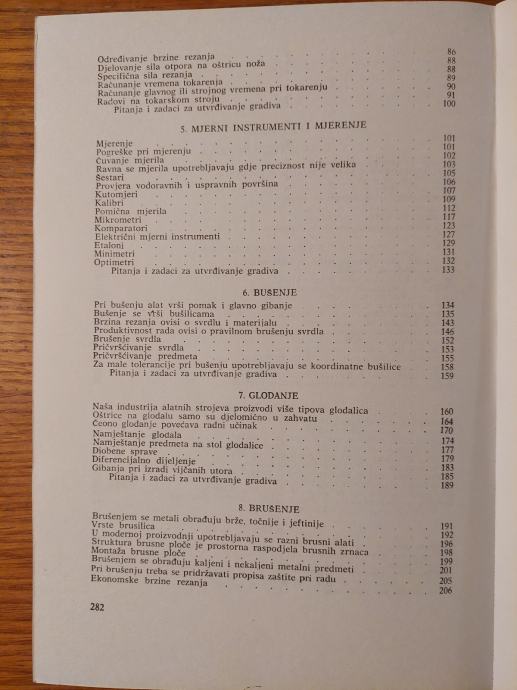 Određivanje brzine rezanja . . . 86
Djelovanje sila otpora na oštricu noža . . . 88
Specifična sila rezanja . . . 88
Računanje vremena tokarenja . . . 89
Računanje glavnog ili strojnog vremena pri tokarenju . . . 90
Radovi na tokarskom stroju . . . 91
Pitanja i zadaci za utvrđivanje gradiva . . . 100
5. MJERNI INSTRUMENTI I MJERENJE
Mjerenje . . . 101
Pogreške pri mjerenju . . . 101
Čuvanje mjerila . . . 102
Ravna se mjerila upotrebljavaju gdje preciznost nije velika . . . 103
Šestari . . . 105
Provjera vodoravnih i uspravnih površina . . . 106
Kutomjeri . . . 107
Kalibri . . . 109
Pomična mjerila . . . 112
Mikrometri . . . 117
Komparatori . . . 123
Električni mjerni instrumenti . . . 127
Etaloni . . . 129
Minimetri . . . 131
Optimetri . . . 132
Pitanja i zadaci za utvrđivanje gradiva . . . 133
6. BUŠENJE
Pri bušenju alat vrši pomak i glavno gibanje . . . 134
Bušenje se vrši bušilicama . . . 135
Brzina rezanja ovisi o svrdlu i materijalu . . . 143
Produktivnost rada ovisi o pravilnom brušenju svrdla . . . 146
Brušenje svrdla . . . 152
Pričvršćivanje svrdla . . . 153
Pričvršćivanje predmeta . . . 155
Za male tolerancije pri bušenju upotrebljavaju se koordinatne bušilice . . . 158
Pitanja i zadaci za utvrđivanje gradiva . . . 159
7. GLODANJE
Naša industrija alatnih strojeva proizvodi više tipova glodalica . . . 160
Oštrice na glodalu samo su djelomično u zahvatu . . . 164
Čeono glodanje povećava radni učinak . . . 170
Namještanje glodala . . . 174
Namještanje predmeta na stol glodalice . . . 177
Diobene sprave . . . 179
Diferencijalno dijeljenje . . . 183
Gibanja pri izradi vijčanih utora . . . 185
Pitanja i zadaci za utvrđivanje gradiva . . . 189
8. BRUŠENJE
Brušenjem se metali obrađuju brže, točnije i jeftinije . . . 191
Vrste brusilica . . . 192
U modernoj proizvodnji upotrebljavaju se razni brusni alati . . . 196
Struktura brusne ploče je prostorna raspodjela brusnih zrnaca . . . 198
Montaža brusne ploče . . . 199
Brušenjem se obrađuju kaljeni i nekaljeni metalni predmeti . . . 201
Pri brušenju treba se pridržavati propisa zaštite pri radu . . . 205
Ekonomske brzine rezanja . . . 206
282